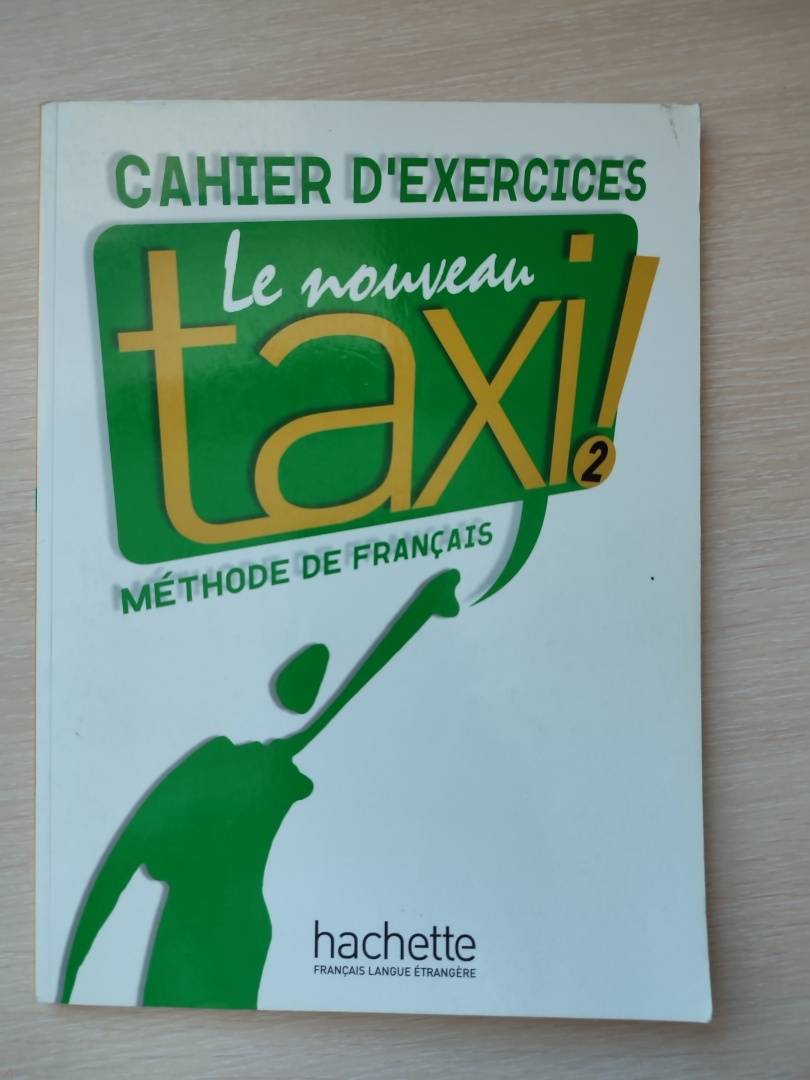 CAHIER D'EXERCICES
Le nouveau
taxi!
2
MÉTHODE DE FRANÇAIS
hachette
FRANÇAIS LANGUE ÉTRANGÈRE